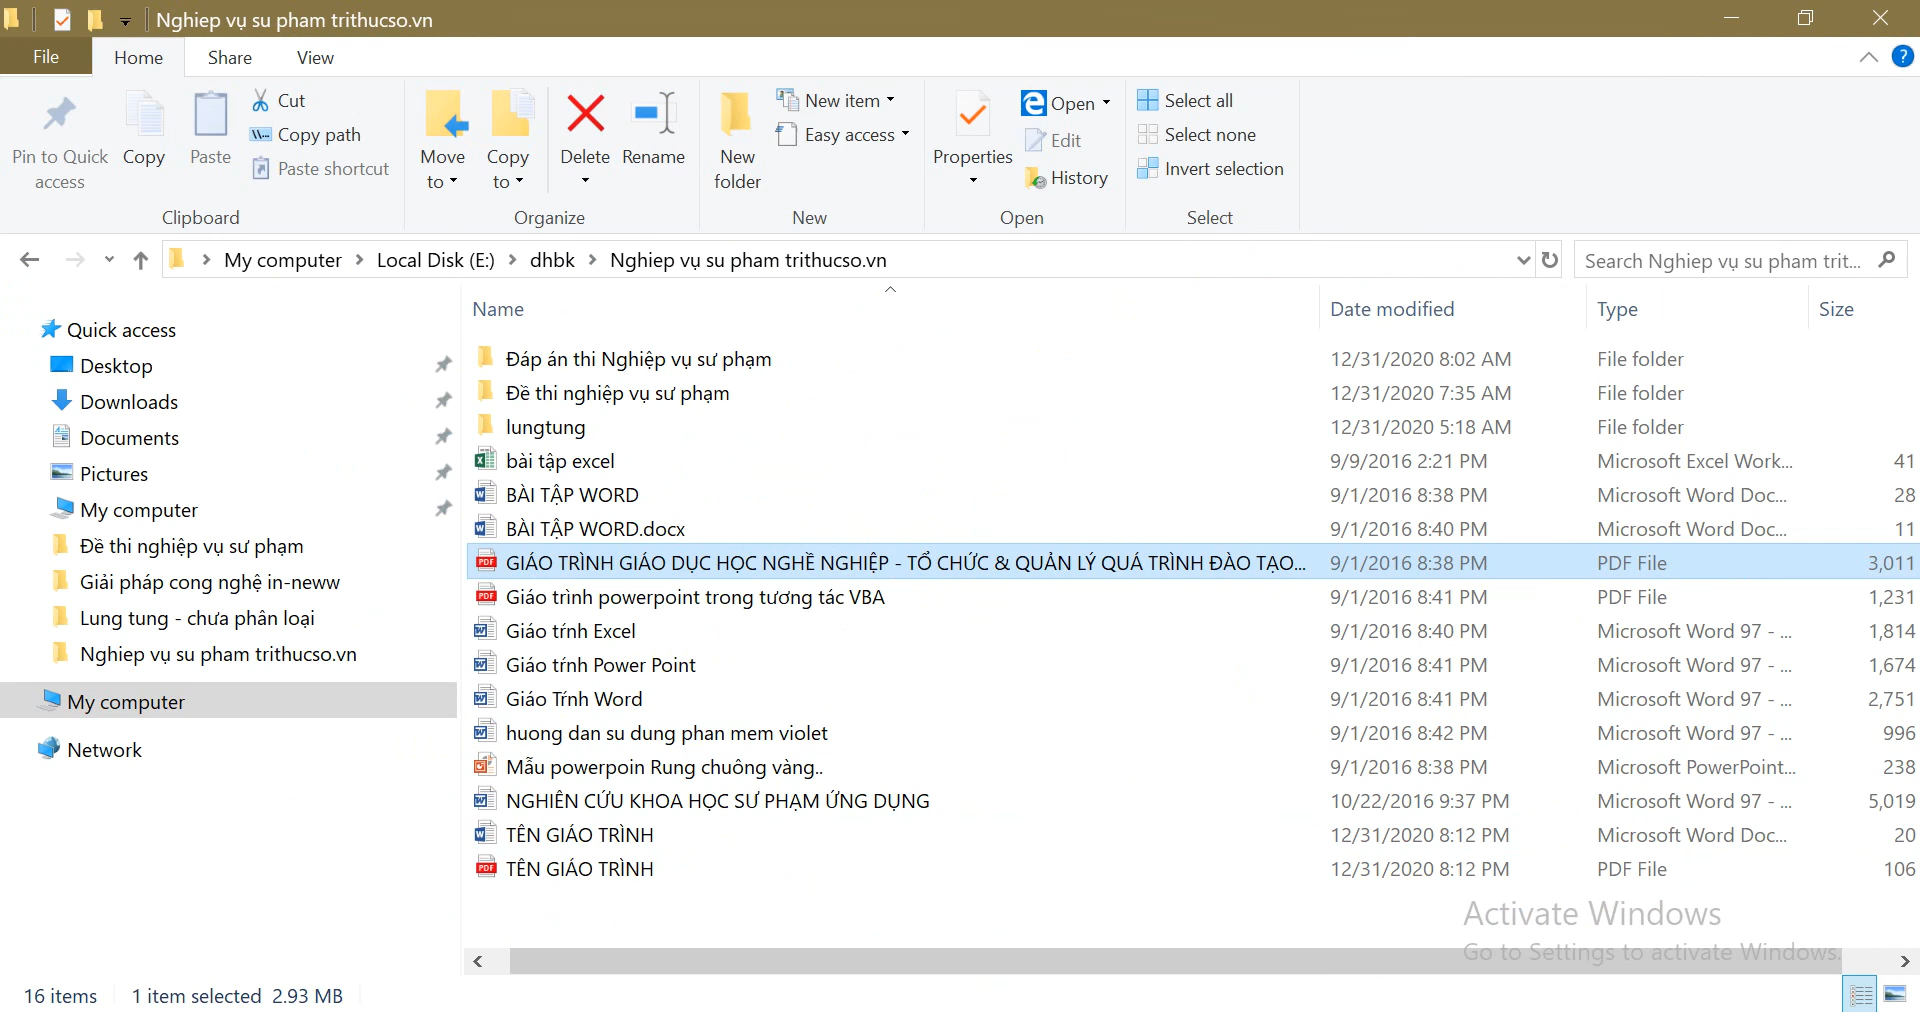 Nghiep vụ su pham trithucso.vn
File Home Share View
Pin to Quick access
Copy
Paste
Cut
Copy path
Paste shortcut
Clipboard
Move to
Copy to
Delete
Rename
Organize
New folder
New item
Easy access
New
Properties
Open
Edit
History
Open
Select all
Select none
Invert selection
Select
My computer > Local Disk (E:) > dhbk > Nghiep vụ su pham trithucso.vn
Search Nghiep vụ su pham trit...
Quick access
Desktop
Downloads
Documents
Pictures
My computer
Đề thi nghiệp vụ sư phạm
Giải pháp cong nghệ in-neww
Lung tung - chưa phân loại
Nghiep vụ su pham trithucso.vn
My computer
Network
Name Date modified Type Size
Đáp án thi Nghiệp vụ sư phạm 12/31/2020 8:02 AM File folder
Đề thi nghiệp vụ sư phạm 12/31/2020 7:35 AM File folder
lungtung 12/31/2020 5:18 AM File folder
bài tập excel 9/9/2016 2:21 PM Microsoft Excel Work... 41
BÀI TẬP WORD 9/1/2016 8:38 PM Microsoft Word Doc... 28
BÀI TẬP WORD.docx 9/1/2016 8:40 PM Microsoft Word Doc... 11
GIÁO TRÌNH GIÁO DỤC HỌC NGHỀ NGHIỆP - TỔ CHỨC & QUẢN LÝ QUÁ TRÌNH ĐÀO TẠO... 9/1/2016 8:38 PM PDF File 3,011
Giáo trình powerpoint trong tương tác VBA 9/1/2016 8:41 PM PDF File 1,231
Giáo tŕnh Excel 9/1/2016 8:40 PM Microsoft Word 97 - ... 1,814
Giáo tŕnh Power Point 9/1/2016 8:41 PM Microsoft Word 97 - ... 1,674
Giáo Tŕnh Word 9/1/2016 8:41 PM Microsoft Word 97 - ... 2,751
huong dan su dung phan mem violet 9/1/2016 8:42 PM Microsoft Word 97 - ... 996
Mẫu powerpoin Rung chuông vàng.. 9/1/2016 8:38 PM Microsoft PowerPoint... 238
NGHIÊN CỨU KHOA HỌC SƯ PHẠM ỨNG DỤNG 10/22/2016 9:37 PM Microsoft Word 97 - ... 5,019
TÊN GIÁO TRÌNH 12/31/2020 8:12 PM Microsoft Word Doc... 20
TÊN GIÁO TRÌNH 12/31/2020 8:12 PM PDF File 106
Activate Windows
Go to Settings to activate Windows.
16 items 1 item selected 2.93 MB